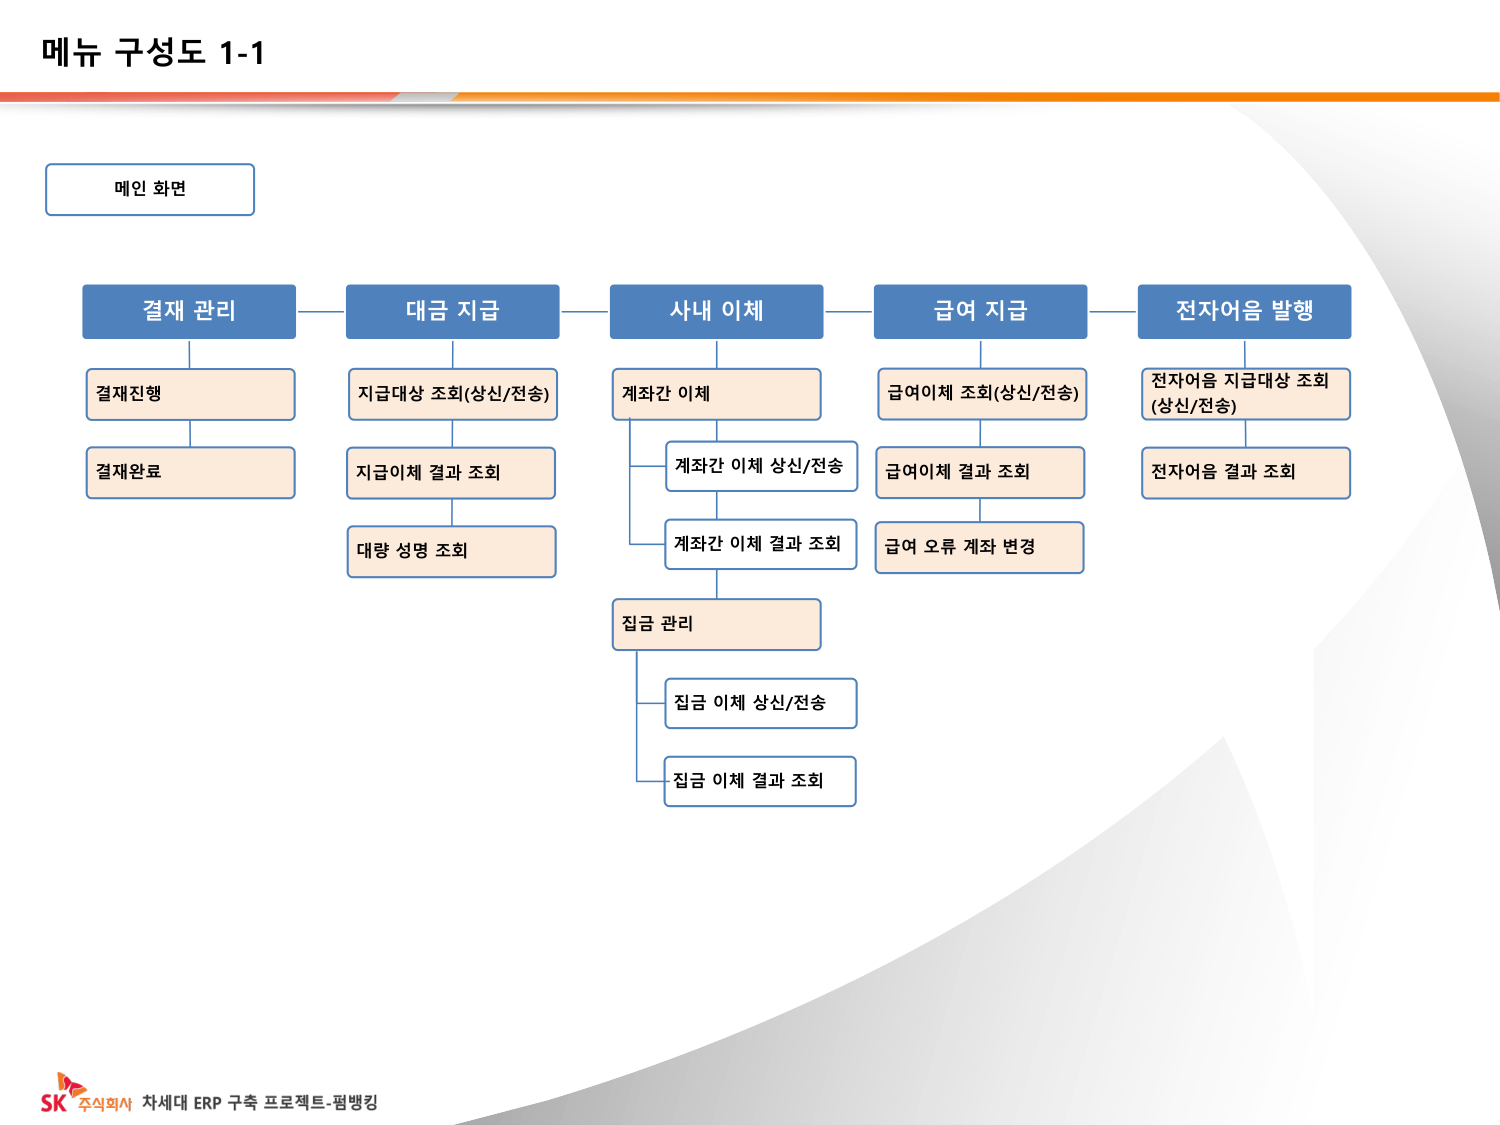 메뉴 구성도 1-1
메인 화면
결재 관리
대금 지급
사내 이체
급여 지급
전자어음 발행
결재진행
결재완료
지급대상 조회(상신/전송)
지급이체 결과 조회
대량 성명 조회
계좌간 이체
계좌간 이체 상신/전송
계좌간 이체 결과 조회
집금 관리
집금 이체 상신/전송
집금 이체 결과 조회
급여이체 조회(상신/전송)
급여이체 결과 조회
급여 오류 계좌 변경
전자어음 지급대상 조회
(상신/전송)
전자어음 결과 조회
SK 주식회사 차세대 ERP 구축 프로젝트-펌뱅킹